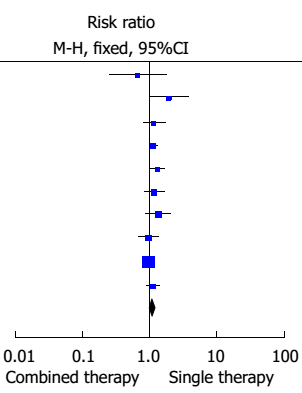 Risk ratio
M-H, fixed, 95%CI
0.01 0.1 1.0 10 100
Combined therapy Single therapy